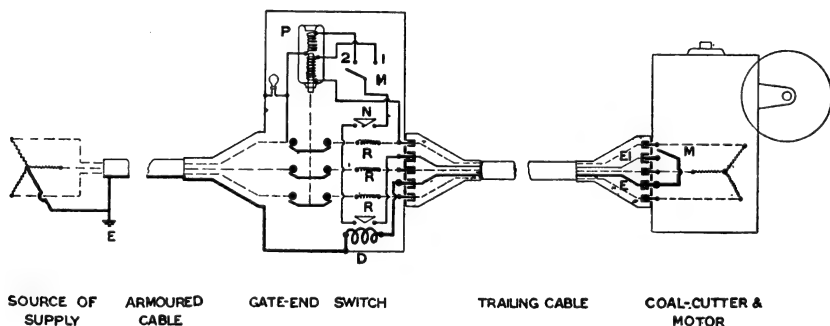 P
2 1
M
N
R
R
R
D
E
E1
E
M
SOURCE OF SUPPLY
ARMOURED CABLE
GATE-END SWITCH
TRAILING CABLE
COAL-CUTTER & MOTOR